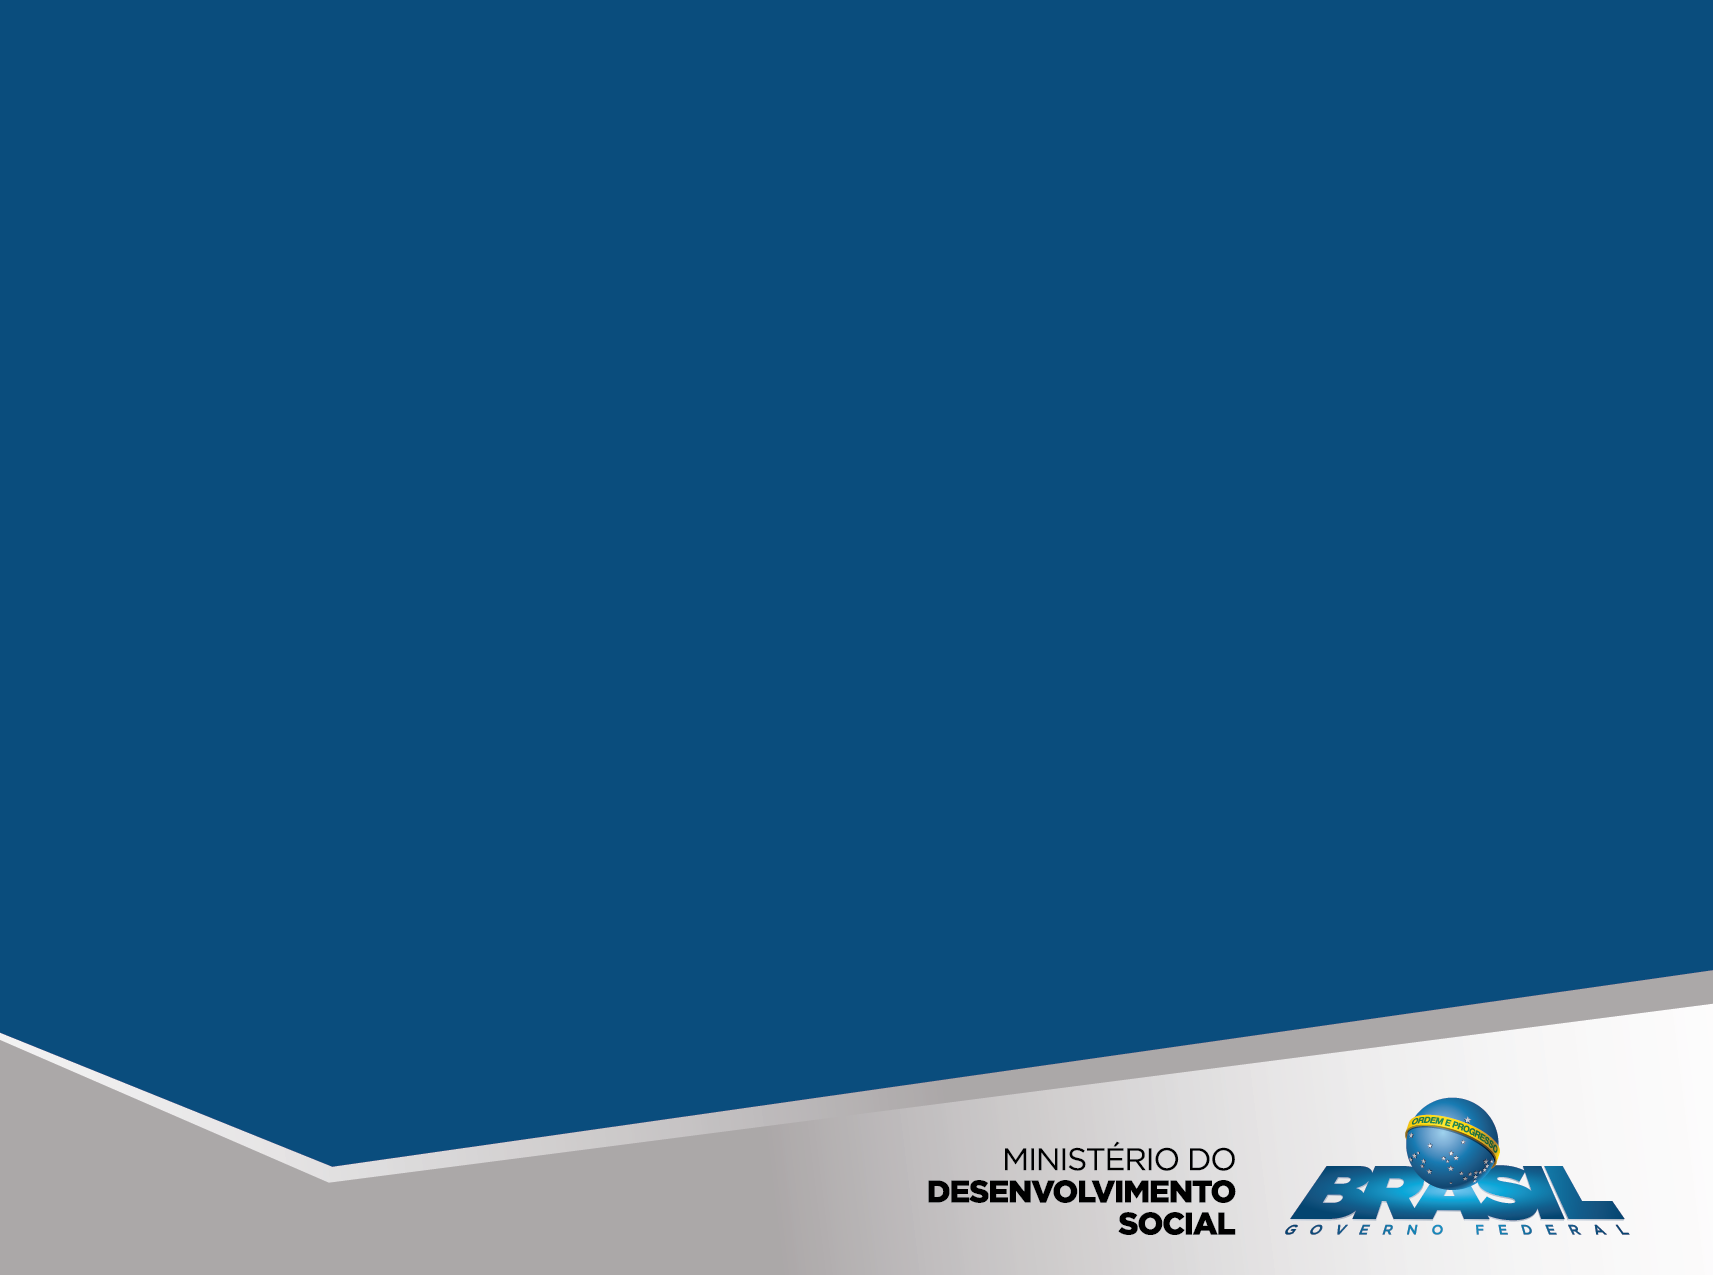 MINISTÉRIO DO
DESENVOLVIMENTO
SOCIAL
ORDEM E PROGRESSO
BRASIL
GOVERNO FEDERAL